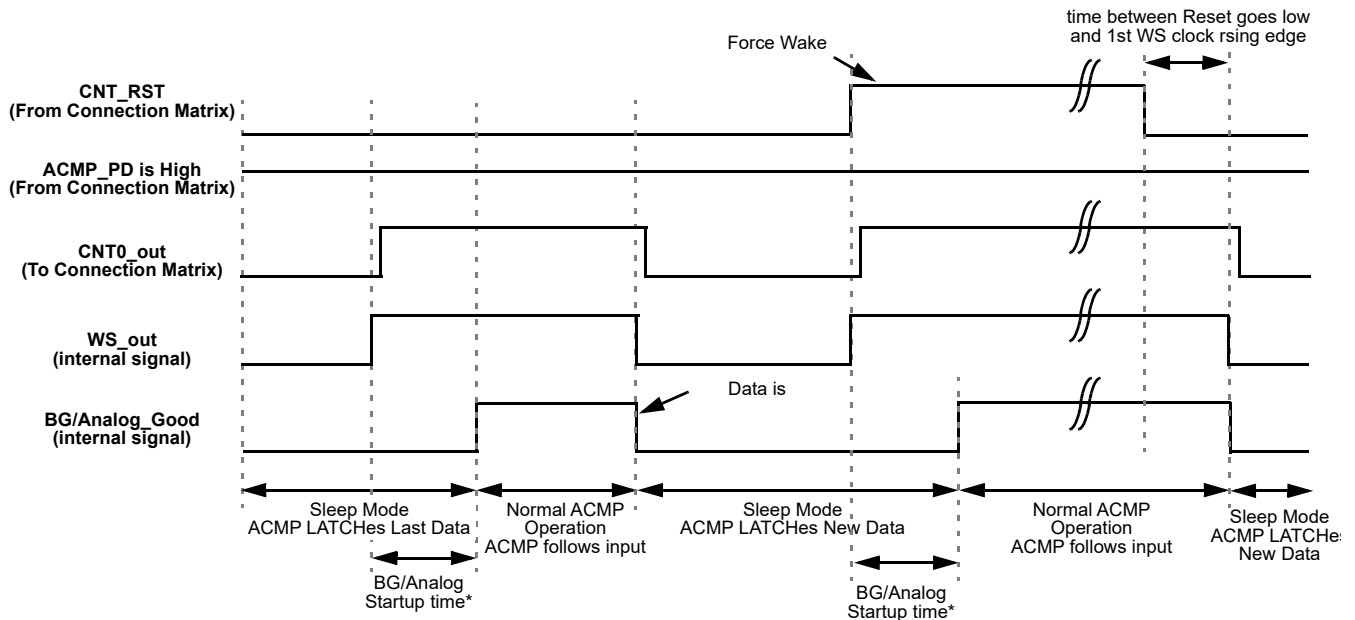 time between Reset goes low
and 1st WS clock rsing edge
Force Wake
CNT_RST
(From Connection Matrix)
ACMP_PD is High
(From Connection Matrix)
CNT0_out
(To Connection Matrix)
WS_out
(internal signal)
Data is
BG/Analog_Good
(internal signal)
Sleep Mode
ACMP LATCHes Last Data
Normal ACMP
Operation
ACMP follows input
Sleep Mode
ACMP LATCHes New Data
Normal ACMP
Operation
ACMP follows input
Sleep Mode
ACMP LATCHe
New Data
BG/Analog
Startup time*
BG/Analog
Startup time*